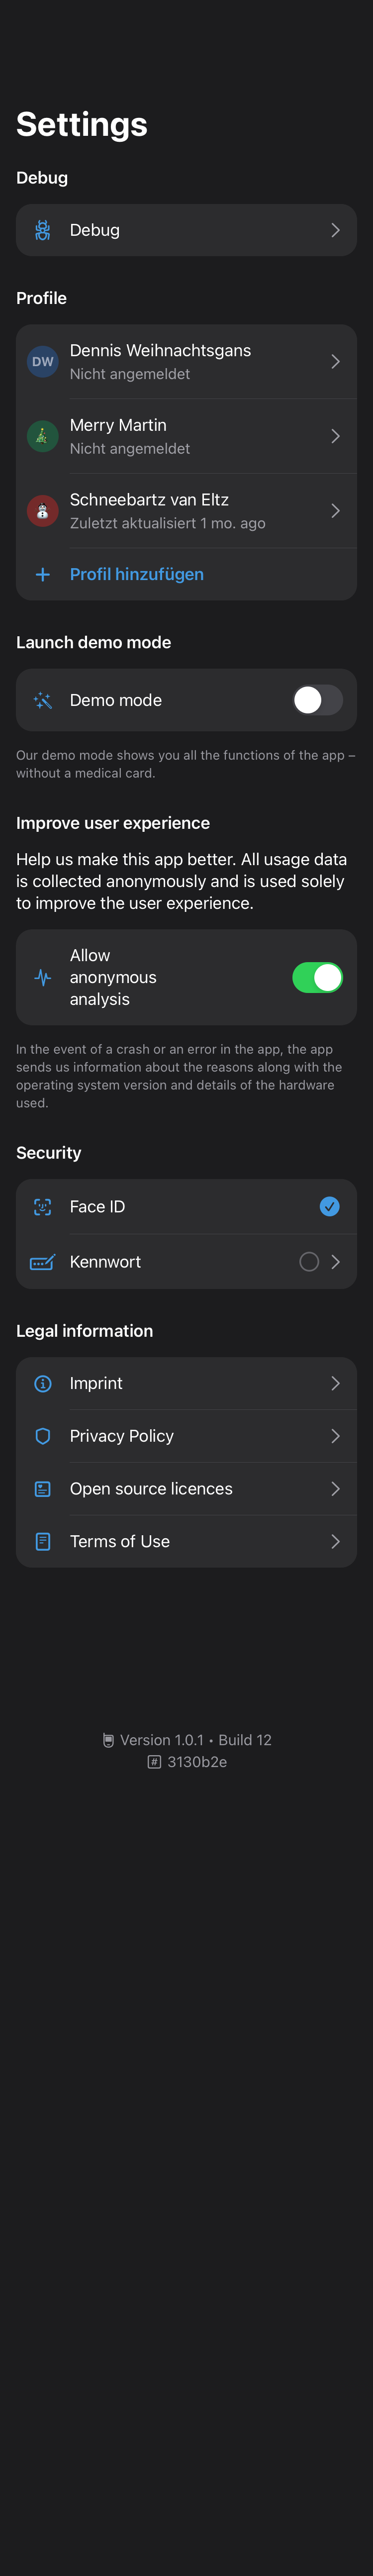 Settings
Debug
Debug
Profile
DW
Dennis Weihnachtsgans
Nicht angemeldet
Merry Martin
Nicht angemeldet
Schneebartz van Eltz
Zuletzt aktualisiert 1 mo. ago
Profil hinzufügen
Launch demo mode
Demo mode
Our demo mode shows you all the functions of the app –
without a medical card.
Improve user experience
Help us make this app better. All usage data
is collected anonymously and is used solely
to improve the user experience.
Allow
anonymous
analysis
In the event of a crash or an error in the app, the app
sends us information about the reasons along with the
operating system version and details of the hardware
used.
Security
Face ID
Kennwort
Legal information
Imprint
Privacy Policy
Open source licences
Terms of Use
Version 1.0.1 • Build 12
# 3130b2e